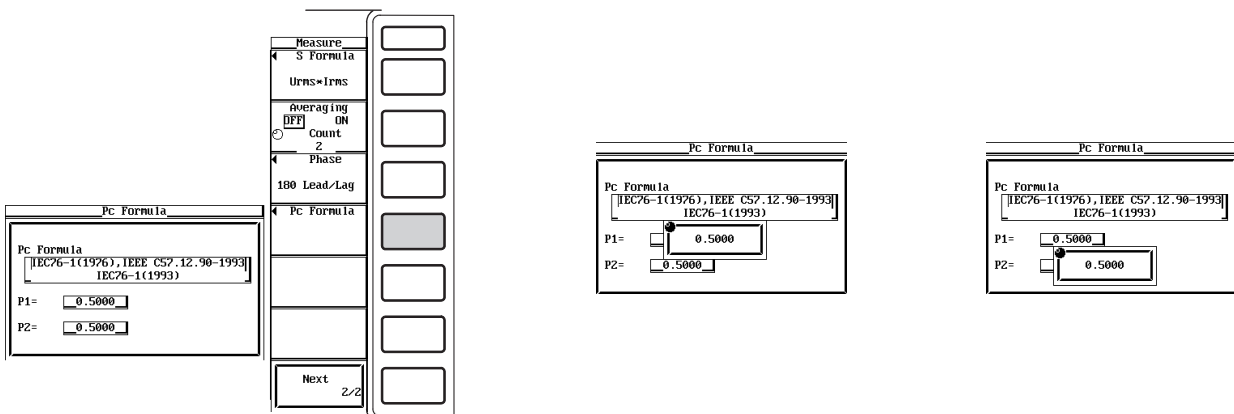 Measure
S Formula
Urms*Irms
Averaging
OFF ON
Count
2
Phase
180 Lead/Lag
Pc Formula
Next
2/2
Pc Formula
Pc Formula
IEC76-1(1976),IEEE C57.12.90-1993
IEC76-1(1993)
P1= 0.5000
P2= 0.5000
Pc Formula
Pc Formula
IEC76-1(1976),IEEE C57.12.90-1993
IEC76-1(1993)
P1= 0.5000
P2= 0.5000
Pc Formula
Pc Formula
IEC76-1(1976),IEEE C57.12.90-1993
IEC76-1(1993)
P1= 0.5000
P2= 0.5000